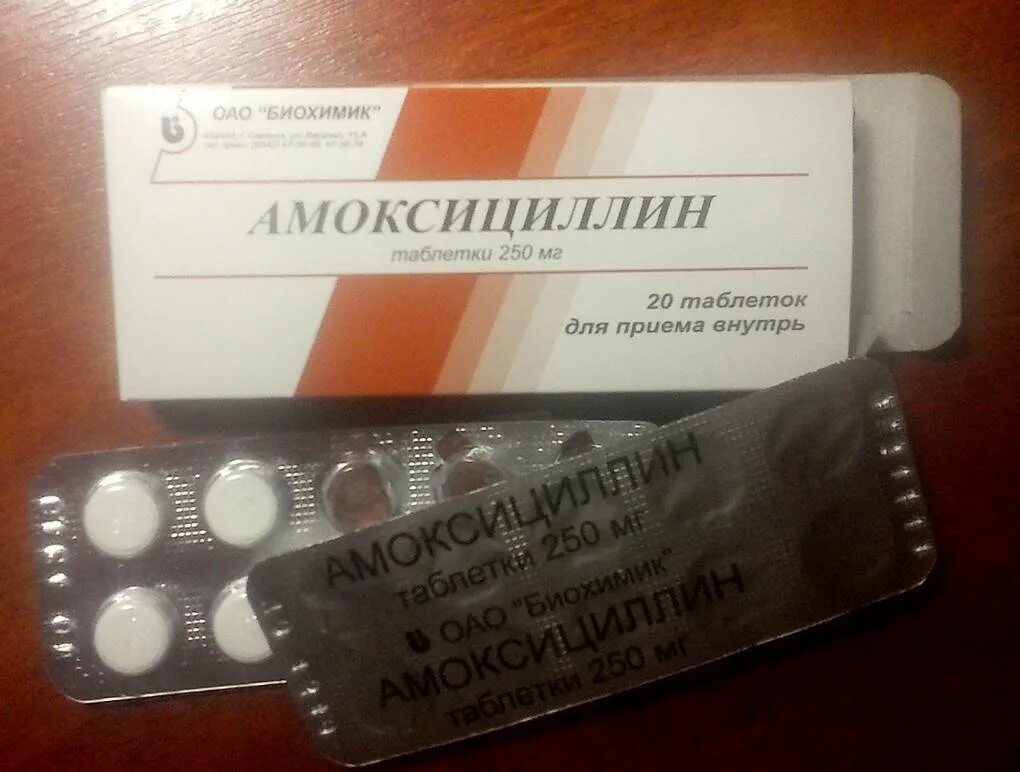 ОАО "БИОХИМИК"
АМОКСИЦИЛЛИН
таблетки 250 мг
20 таблеток
для приема внутрь
АМОКСИЦИЛЛИН
таблетки 250 мг
ОАО "Биохимик"
АМОКСИЦИЛЛИН
таблетки 250 мг